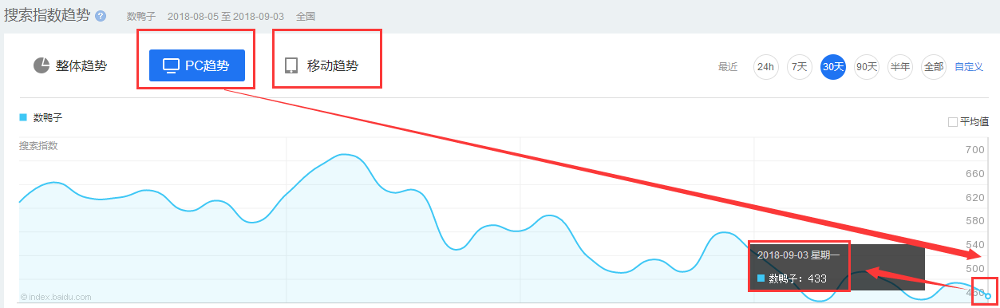 搜索指数趋势 ? 数鸭子 2018-08-05 至 2018-09-03 全国
整体趋势 PC趋势 移动趋势 最近 24h 7天 30天 90天 半年 全部 自定义
数鸭子
平均值
搜索指数
700
660
620
580
540
500
460
2018-09-03 星期一
数鸭子：433
© index.baidu.com